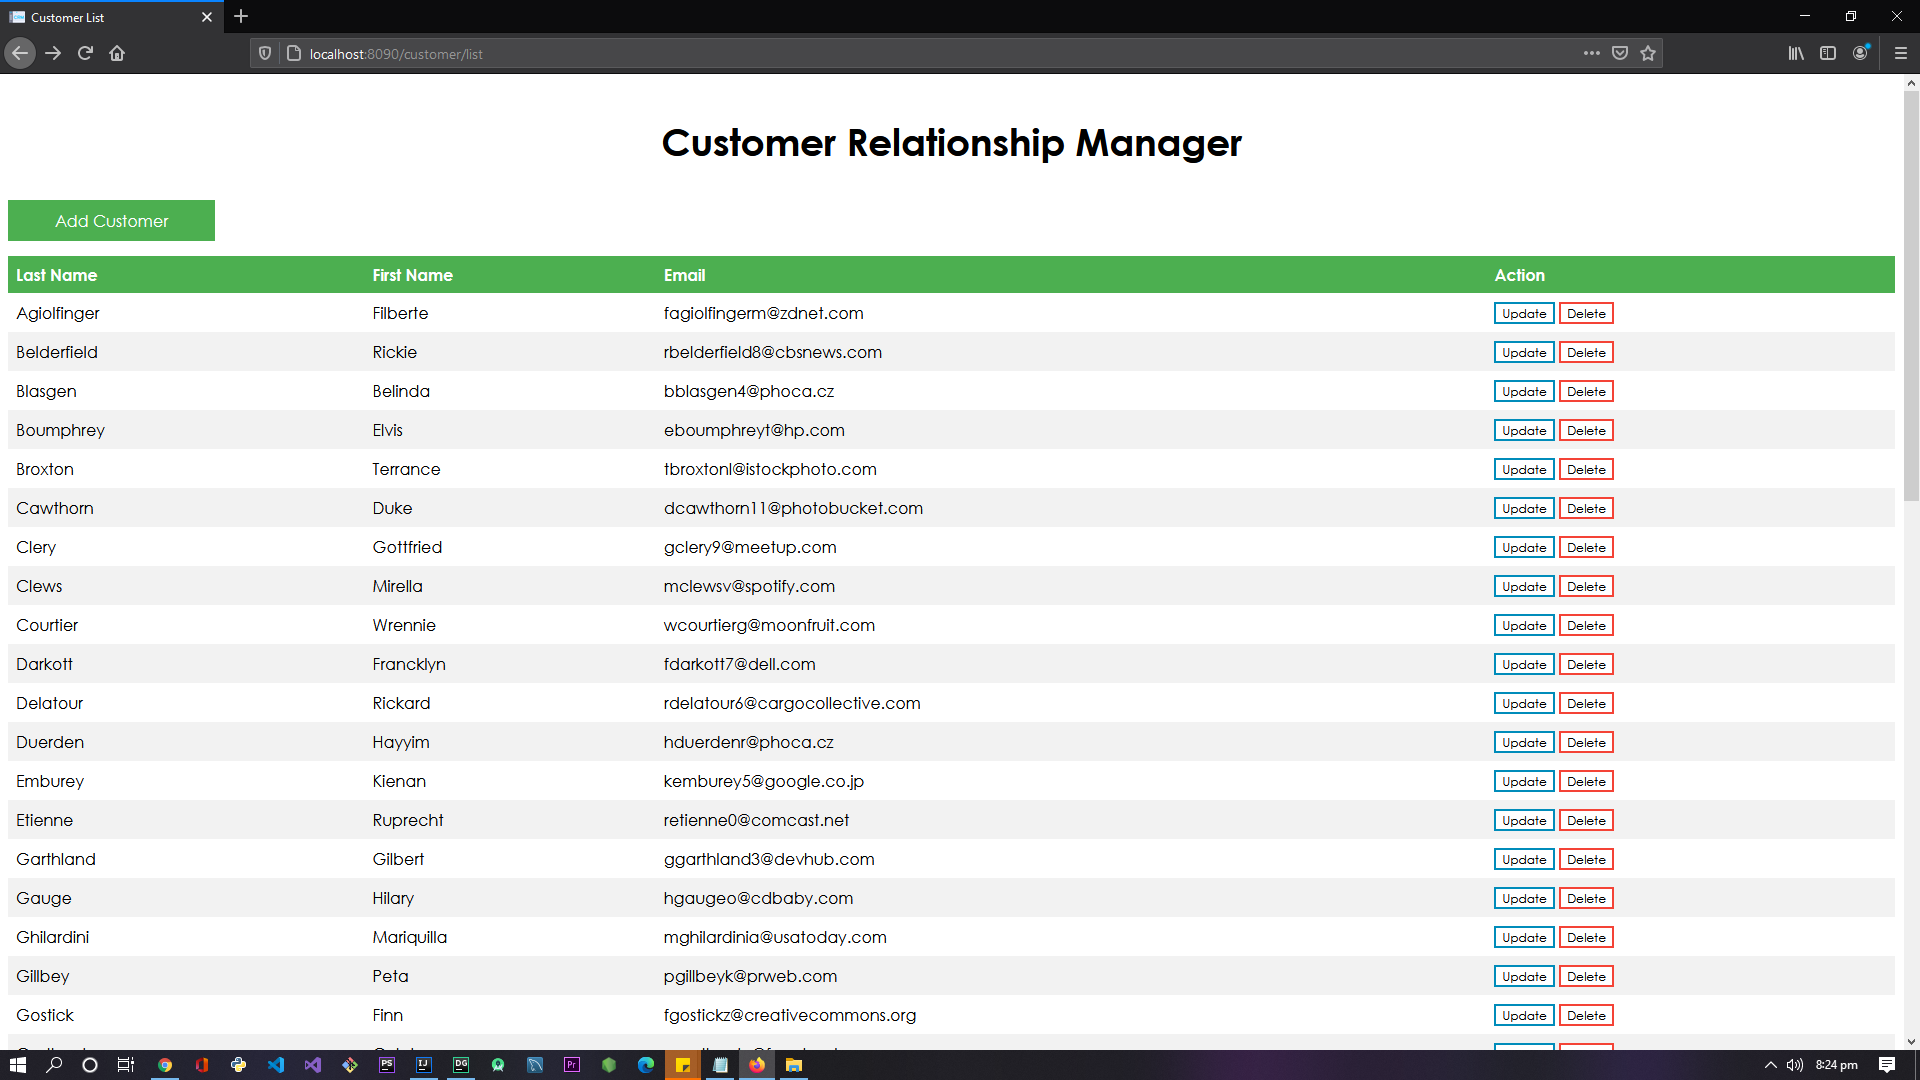 Customer List
localhost:8090/customer/list
Customer Relationship Manager
Add Customer
Last Name First Name Email Action
Agiolfinger Filberte fagiolfingerm@zdnet.com Update Delete
Belderfield Rickie rbelderfield8@cbsnews.com Update Delete
Blasgen Belinda bblasgen4@phoca.cz Update Delete
Boumphrey Elvis eboumphreyt@hp.com Update Delete
Broxton Terrance tbroxtonl@istockphoto.com Update Delete
Cawthorn Duke dcawthorn11@photobucket.com Update Delete
Clery Gottfried gclery9@meetup.com Update Delete
Clews Mirella mclewsv@spotify.com Update Delete
Courtier Wrennie wcourtierg@moonfruit.com Update Delete
Darkott Francklyn fdarkott7@dell.com Update Delete
Delatour Rickard rdelatour6@cargocollective.com Update Delete
Duerden Hayyim hduerdenr@phoca.cz Update Delete
Emburey Kienan kemburey5@google.co.jp Update Delete
Etienne Ruprecht retienne0@comcast.net Update Delete
Garthland Gilbert ggarthland3@devhub.com Update Delete
Gauge Hilary hgaugeo@cdbaby.com Update Delete
Ghilardini Mariquilla mghilardinia@usatoday.com Update Delete
Gillbey Peta pgillbeyk@prweb.com Update Delete
Gostick Finn fgostickz@creativecommons.org Update Delete
PS IJ DG Pr 8:24 pm